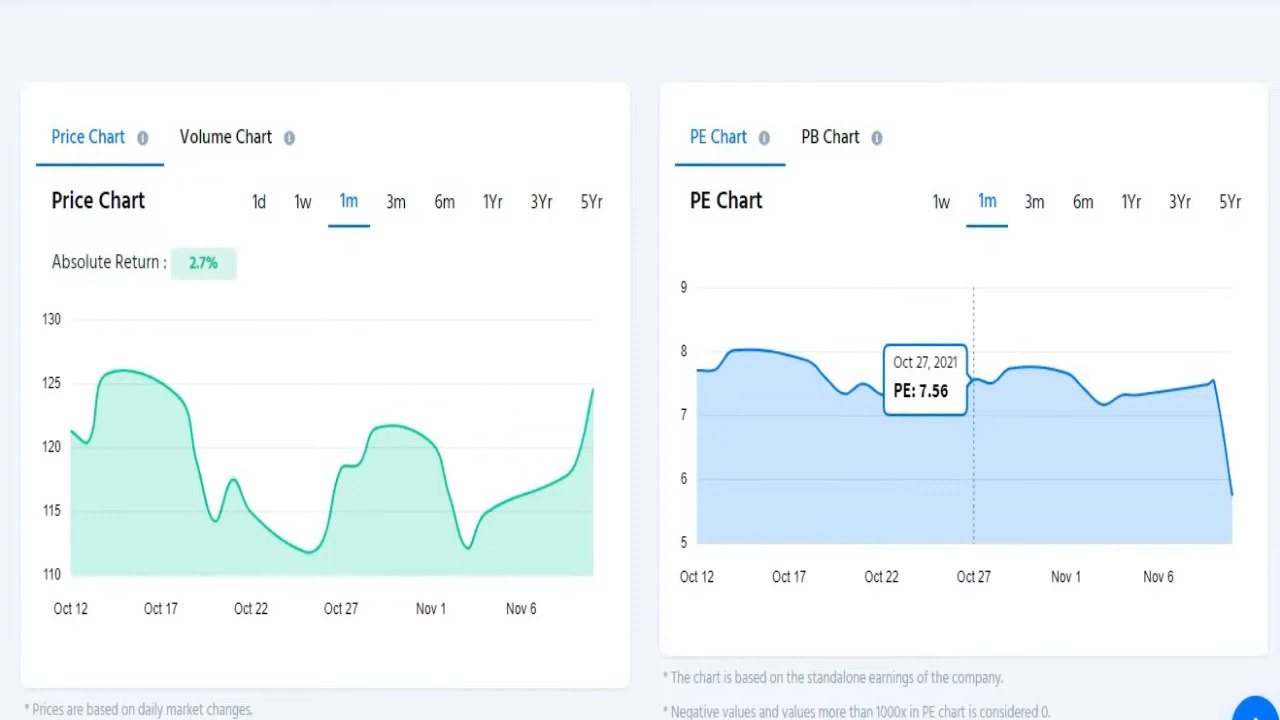 Price Chart Volume Chart
Price Chart 1d 1w 1m 3m 6m 1Yr 3Yr 5Yr
Absolute Return : 2.7%
130
125
120
115
110
Oct 12 Oct 17 Oct 22 Oct 27 Nov 1 Nov 6
* Prices are based on daily market changes.
PE Chart PB Chart
PE Chart 1w 1m 3m 6m 1Yr 3Yr 5Yr
9
8
7
6
5
Oct 27, 2021
PE: 7.56
Oct 12 Oct 17 Oct 22 Oct 27 Nov 1 Nov 6
* The chart is based on the standalone earnings of the company.
* Negative values and values more than 1000x in PE chart is considered 0.